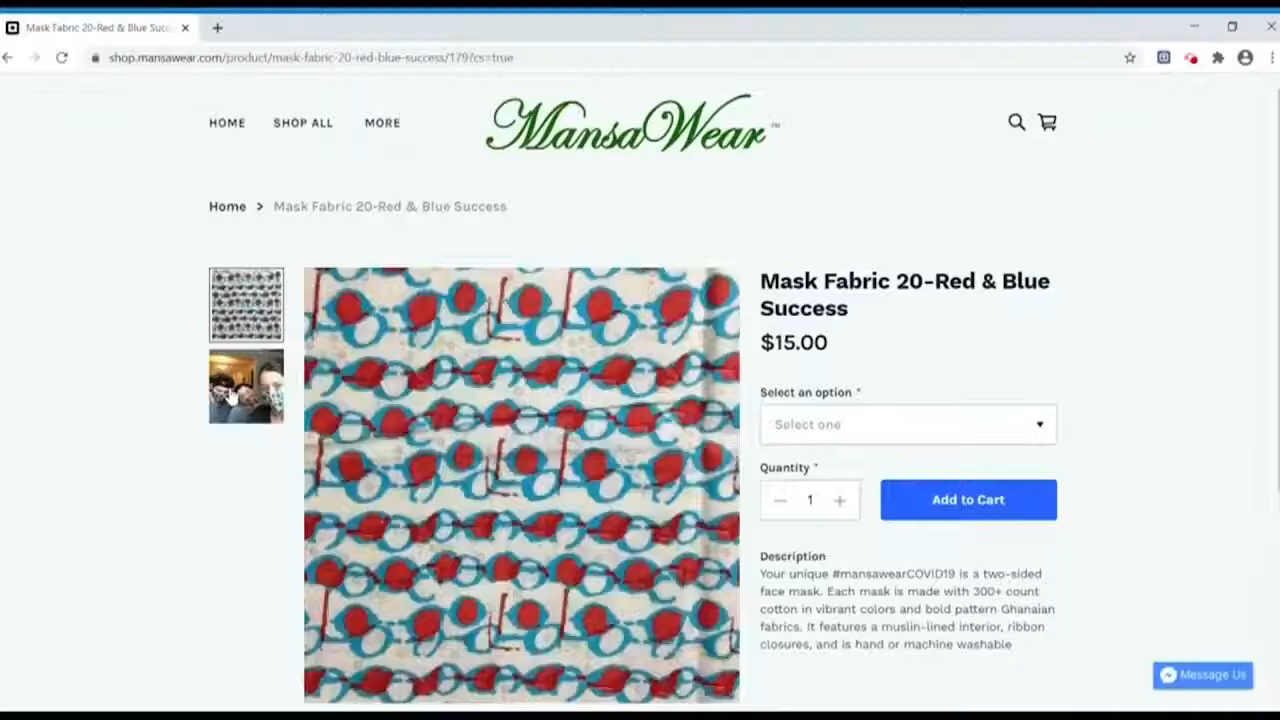 Mask Fabric 20-Red & Blue Succ
shop.mansawear.com/product/mask-fabric-20-red-blue-success/179?cs=true
HOME SHOP ALL MORE
MansaWear™
Home > Mask Fabric 20-Red & Blue Success
Mask Fabric 20-Red & Blue
Success
$15.00
Select an option *
Select one
Quantity *
1
Add to Cart
Description
Your unique #mansawearCOVID19 is a two-sided
face mask. Each mask is made with 300+ count
cotton in vibrant colors and bold pattern Ghanaian
fabrics. It features a muslin-lined interior, ribbon
closures, and is hand or machine washable
Message Us